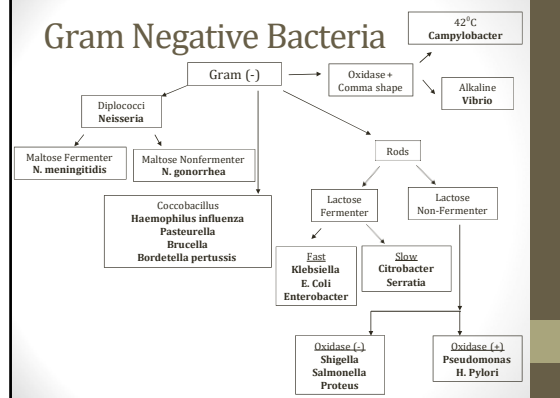 Gram Negative Bacteria
42⁰C
Campylobacter
Gram (-)
Oxidase+
Comma shape
Alkaline
Vibrio
Diplococci
Neisseria
Maltose Fermenter
N. meningitidis
Maltose Nonfermenter
N. gonorrhea
Rods
Coccobacillus
Haemophilus influenza
Pasteurella
Brucella
Bordetella pertussis
Lactose
Fermenter
Lactose
Non-Fermenter
Fast
Klebsiella
E. Coli
Enterobacter
Slow
Citrobacter
Serratia
Oxidase (-)
Shigella
Salmonella
Proteus
Oxidase (+)
Pseudomonas
H. Pylori